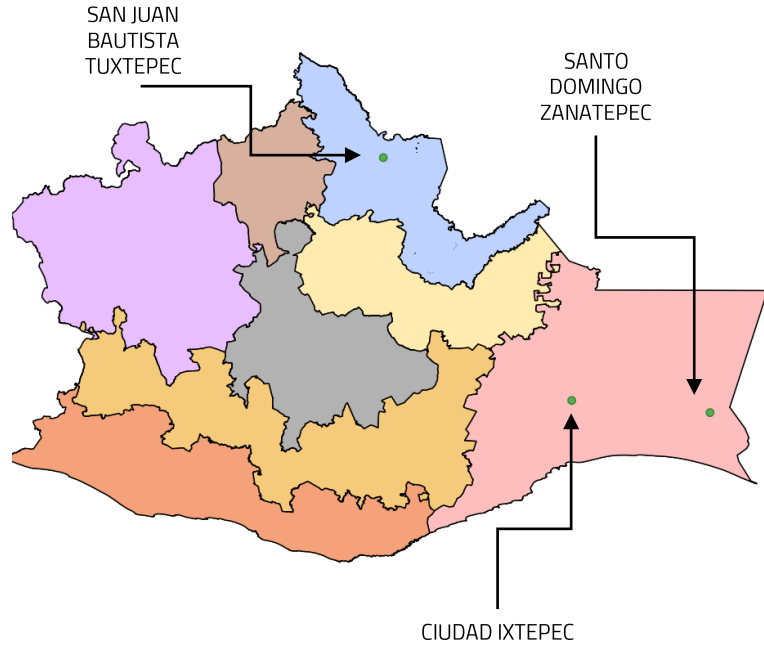 SAN JUAN
BAUTISTA
TUXTEPEC
SANTO
DOMINGO
ZANATEPEC
CIUDAD IXTEPEC